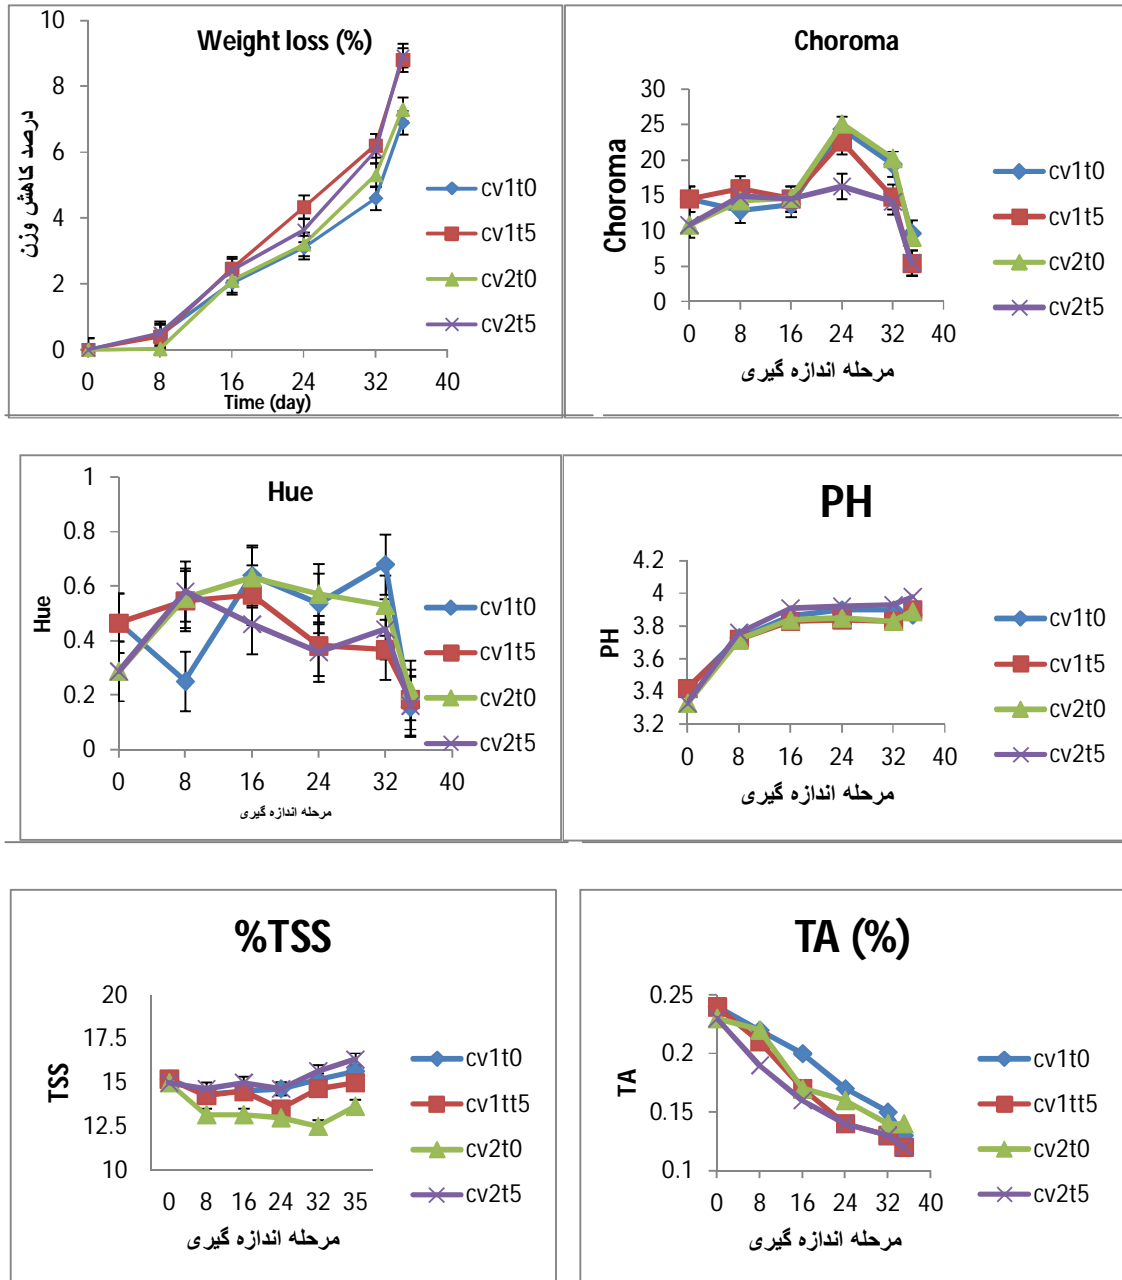 Weight loss (%)
درصد کاهش وزن
10
8
6
4
2
0
0 8 16 24 32 40
Time (day)
cv1t0
cv1t5
cv2t0
cv2t5
Choroma
Choroma
30
25
20
15
10
5
0
0 8 16 24 32 40
مرحله اندازه گیری
cv1t0
cv1t5
cv2t0
cv2t5
Hue
Hue
1
0.8
0.6
0.4
0.2
0
0 8 16 24 32 40
مرحله اندازه گیری
cv1t0
cv1t5
cv2t0
cv2t5
PH
PH
4.2
4
3.8
3.6
3.4
3.2
0 8 16 24 32 40
مرحله اندازه گیری
cv1t0
cv1t5
cv2t0
cv2t5
%TSS
TSS
20
17.5
15
12.5
10
0 8 16 24 32 35
مرحله اندازه گیری
cv1t0
cv1tt5
cv2t0
cv2t5
TA (%)
TA
0.25
0.2
0.15
0.1
0 8 16 24 32 40
مرحله اندازه گیری
cv1t0
cv1tt5
cv2t0
cv2t5